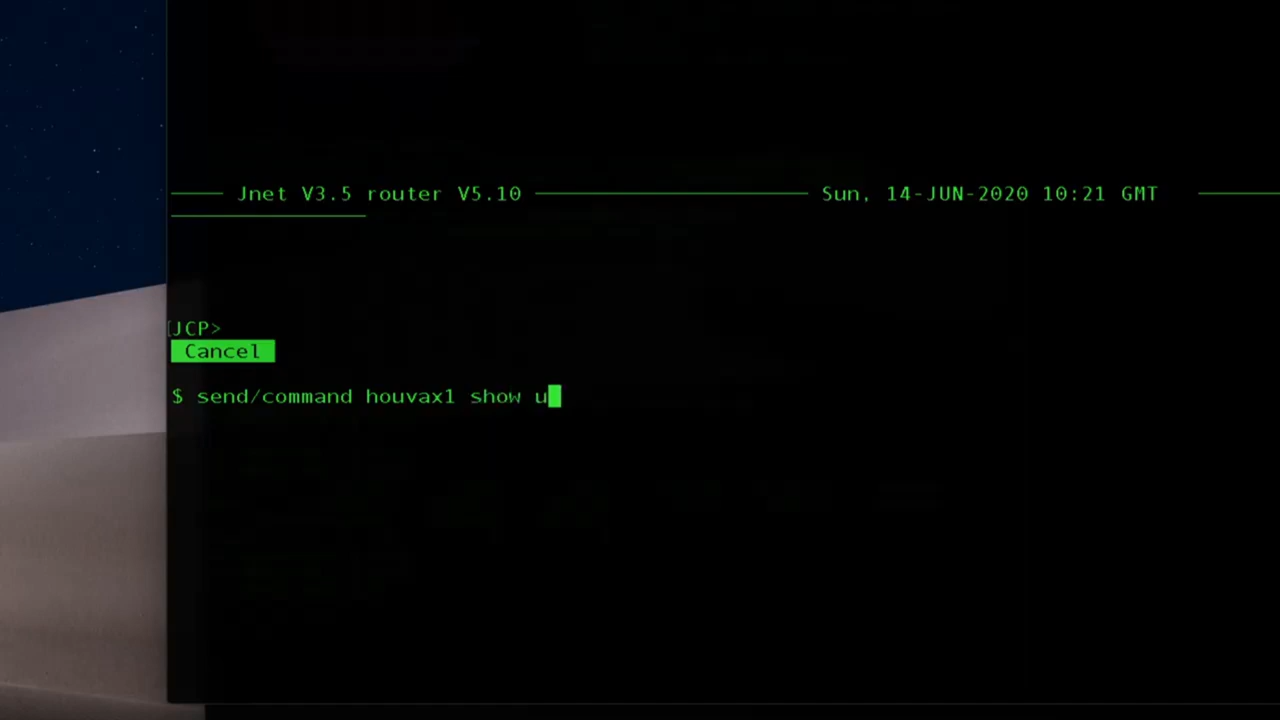 Jnet V3.5 router V5.10 Sun, 14-JUN-2020 10:21 GMT
JCP>
Cancel
$ send/command houvax1 show u